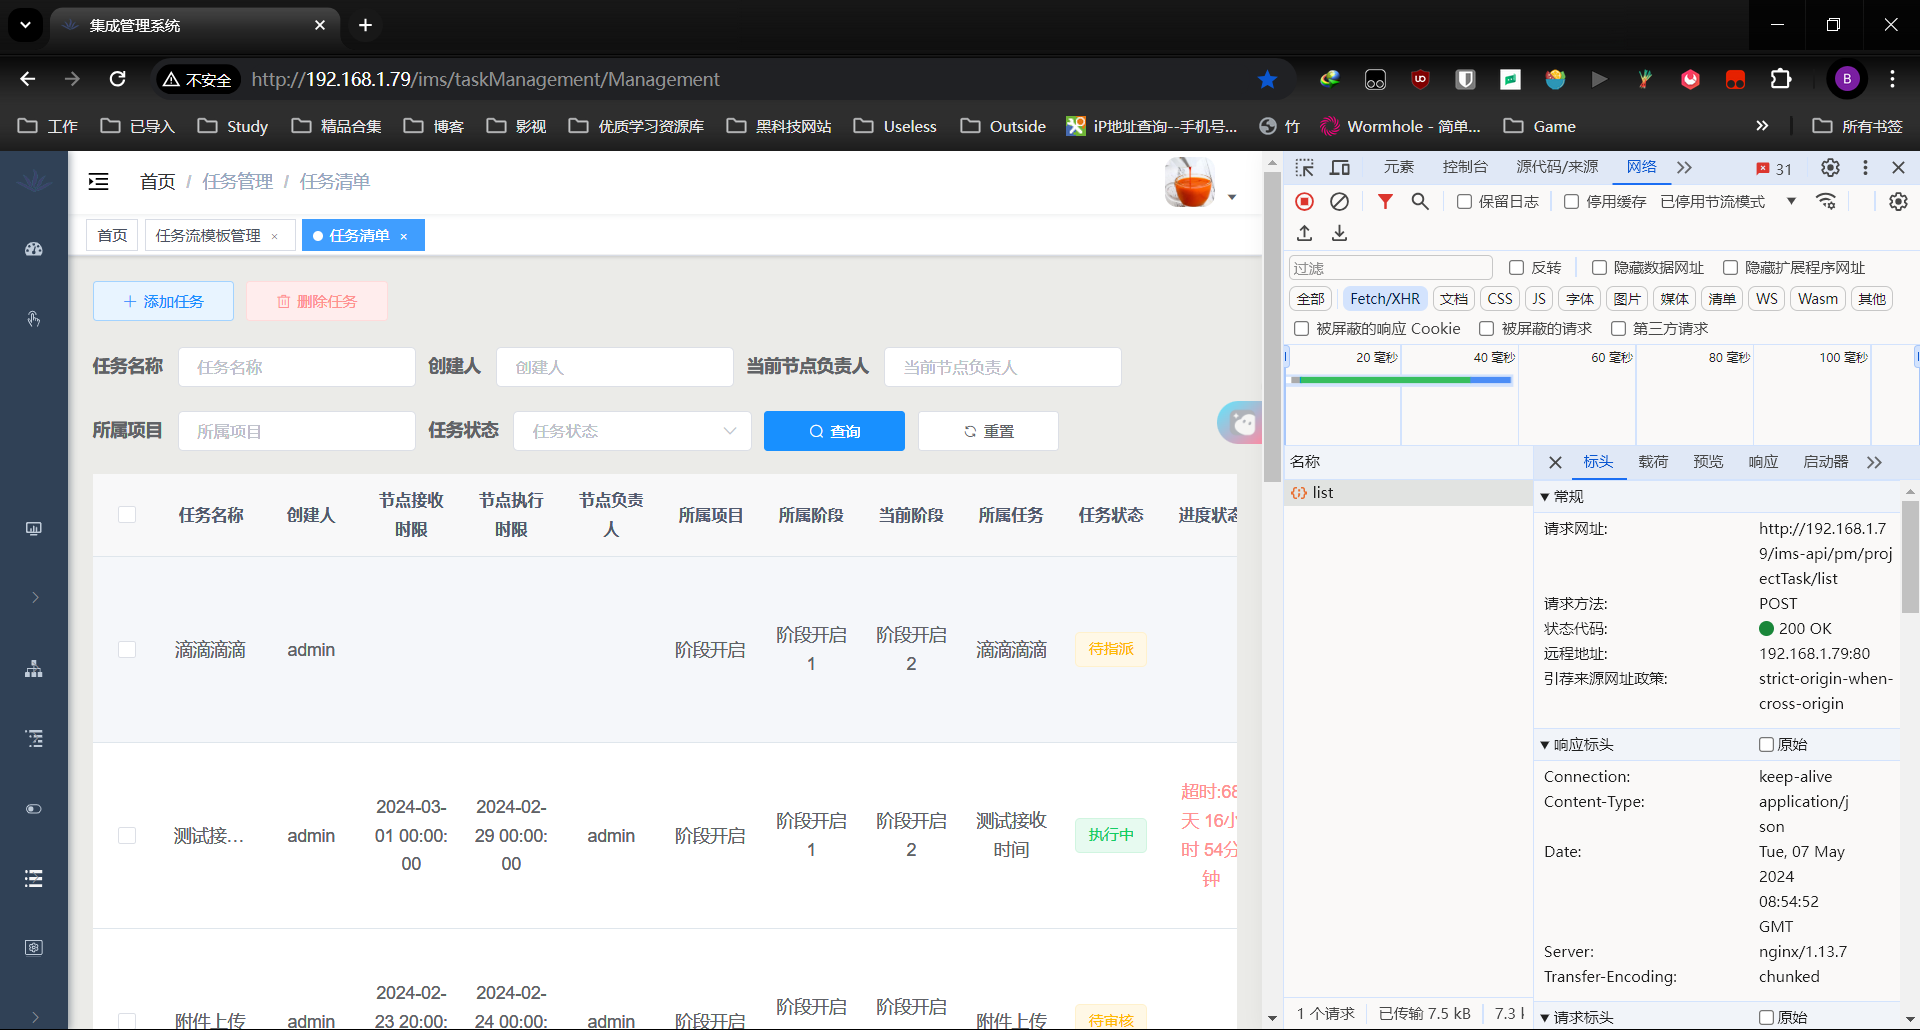 集成管理系统
不安全
http://192.168.1.79/ims/taskManagement/Management
B
工作
已导入
Study
精品合集
博客
影视
优质学习资源库
黑科技网站
Useless
Outside
iP地址查询--手机号...
竹
Wormhole - 简单...
Game
所有书签
首页 / 任务管理 / 任务清单
首页
任务流模板管理 ×
任务清单 ×
添加任务
删除任务
任务名称 任务名称
创建人 创建人
当前节点负责人 当前节点负责人
所属项目 所属项目
任务状态 任务状态
查询
重置
任务名称
创建人
节点接收
时限
节点执行
时限
节点负责
人
所属项目
所属阶段
当前阶段
所属任务
任务状态
进度状态
滴滴滴滴
admin
阶段开启
阶段开启
1
阶段开启
2
滴滴滴滴
待指派
测试接...
admin
2024-03-
01 00:00:
00
2024-02-
29 00:00:
00
admin
阶段开启
阶段开启
1
阶段开启
2
测试接收
时间
执行中
超时:68
天 16小
时 54分
钟
附件上传
admin
2024-02-
23 20:00:
2024-02-
24 00:00:
admin
阶段开启
阶段开启
阶段开启
附件上传
待审核
元素
控制台
源代码/来源
网络
31
保留日志
停用缓存
已停用节流模式
过滤
反转
隐藏数据网址
隐藏扩展程序网址
全部
Fetch/XHR
文档
CSS
JS
字体
图片
媒体
清单
WS
Wasm
其他
被屏蔽的响应 Cookie
被屏蔽的请求
第三方请求
20 毫秒
40 毫秒
60 毫秒
80 毫秒
100 毫秒
名称
list
标头
载荷
预览
响应
启动器
常规
请求网址:
http://192.168.1.7
9/ims-api/pm/proj
ectTask/list
请求方法:
POST
状态代码:
200 OK
远程地址:
192.168.1.79:80
引荐来源网址政策:
strict-origin-when-
cross-origin
响应标头
原始
Connection:
keep-alive
Content-Type:
application/j
son
Date:
Tue, 07 May
2024
08:54:52
GMT
Server:
nginx/1.13.7
Transfer-Encoding:
chunked
请求标头
原始
1 个请求
已传输 7.5 kB
7.3 k